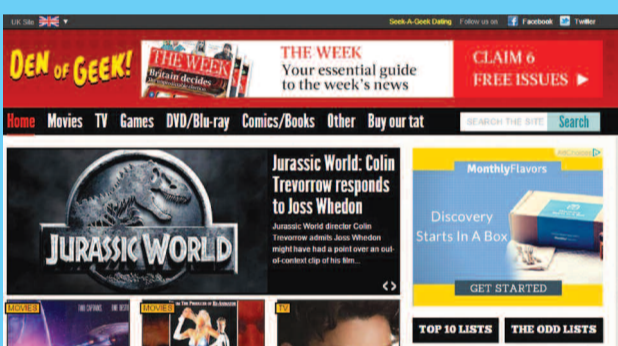 UK Site
Seek-A-Geek Dating Follow us on Facebook Twitter
DEN OF GEEK!
THE WEEK
Britain decides
THE WEEK
Your essential guide
to the week's news
CLAIM 6
FREE ISSUES
Home Movies TV Games DVD/Blu-ray Comics/Books Other Buy our tat
SEARCH THE SITE Search
JURASSIC WORLD
Jurassic World: Colin
Trevorrow responds
to Joss Whedon
Jurassic World director Colin
Trevorrow admits Joss Whedon
might have had a point over an out-
of-context clip of his film...
AdChoices
MonthlyFlavors
Discovery
Starts In A Box
GET STARTED
MOVIES
MOVIES
TV
TOP 10 LISTS THE ODD LISTS